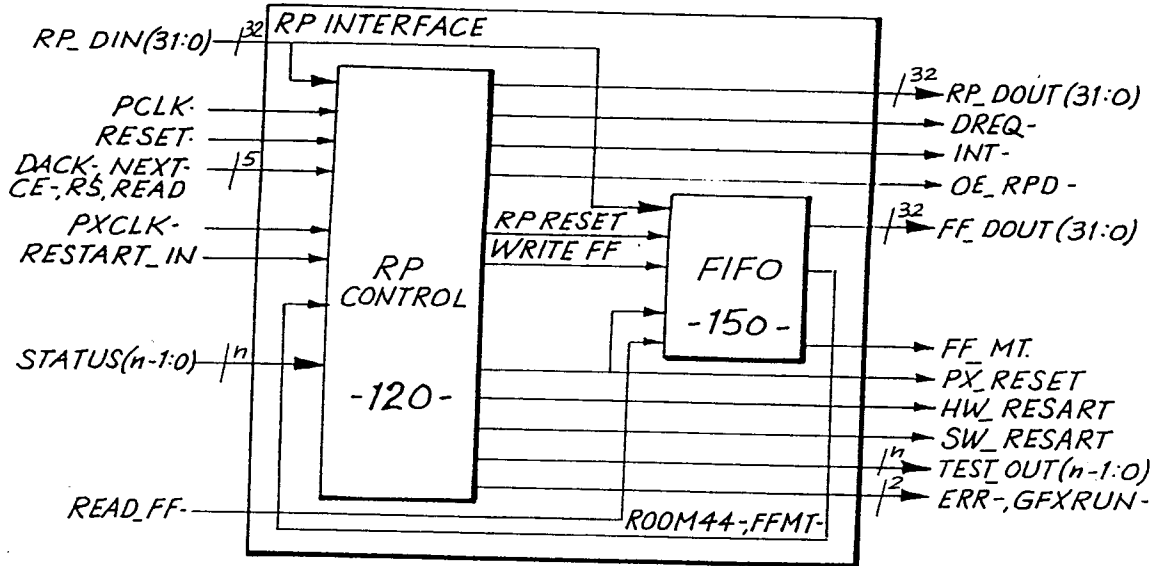 RP INTERFACE
RP_DIN(31:0)
32
PCLK-
RESET-
DACK-, NEXT-
CE-, RS, READ
5
PXCLK-
RESTART_IN
STATUS(n-1:0)
n
READ_FF-
RP
CONTROL
-120-
RP RESET
WRITE FF
FIFO
-150-
ROOM44-,FFMT-
32
RP_DOUT(31:0)
DREQ-
INT-
OE_RPD-
32
FF_DOUT(31:0)
FF_MT.
PX_RESET
HW_RESART
SW_RESART
n
TEST_OUT(n-1:0)
2
ERR-,GFXRUN-